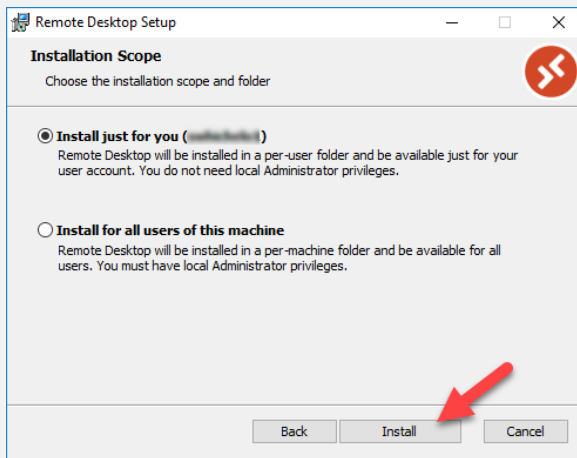 Remote Desktop Setup
Installation Scope
Choose the installation scope and folder
Install just for you ( )
Remote Desktop will be installed in a per-user folder and be available just for your
user account. You do not need local Administrator privileges.
Install for all users of this machine
Remote Desktop will be installed in a per-machine folder and be available for all
users. You must have local Administrator privileges.
Back Install Cancel